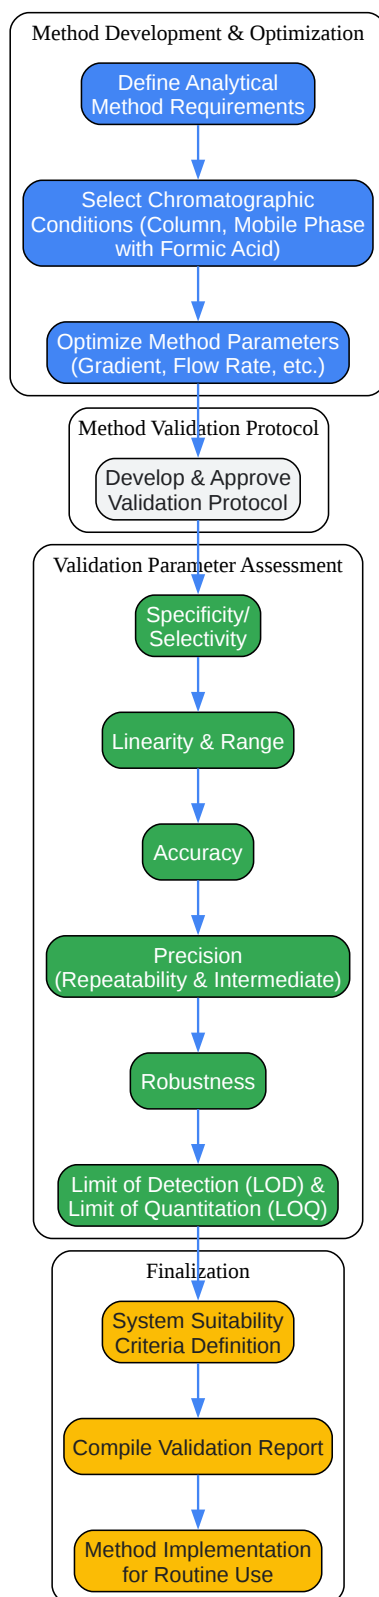 Method Development & Optimization
Define Analytical
Method Requirements
Select Chromatographic
Conditions (Column, Mobile Phase
with Formic Acid)
Optimize Method Parameters
(Gradient, Flow Rate, etc.)
Method Validation Protocol
Develop & Approve
Validation Protocol
Validation Parameter Assessment
Specificity/
Selectivity
Linearity & Range
Accuracy
Precision
(Repeatability & Intermediate)
Robustness
Limit of Detection (LOD) &
Limit of Quantitation (LOQ)
Finalization
System Suitability
Criteria Definition
Compile Validation Report
Method Implementation
for Routine Use